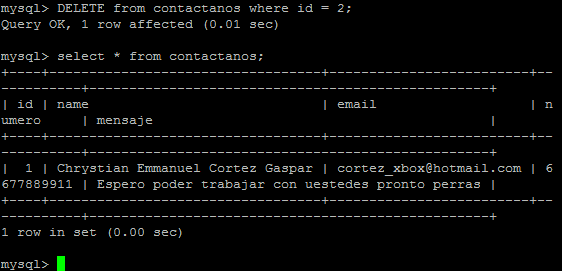 mysql> DELETE from contactanos where id = 2;
Query OK, 1 row affected (0.01 sec)
mysql> select * from contactanos;
+----+----------------------------------+-------------------------+--
----------+--------------------------------------------------+
| id | name                             | email                   | n
umero     | mensaje                                          |
+----+----------------------------------+-------------------------+--
----------+--------------------------------------------------+
|  1 | Chrystian Emmanuel Cortez Gaspar | cortez_xbox@hotmail.com | 6
677889911 | Espero poder trabajar con uestedes pronto perras |
+----+----------------------------------+-------------------------+--
----------+--------------------------------------------------+
1 row in set (0.00 sec)
mysql>